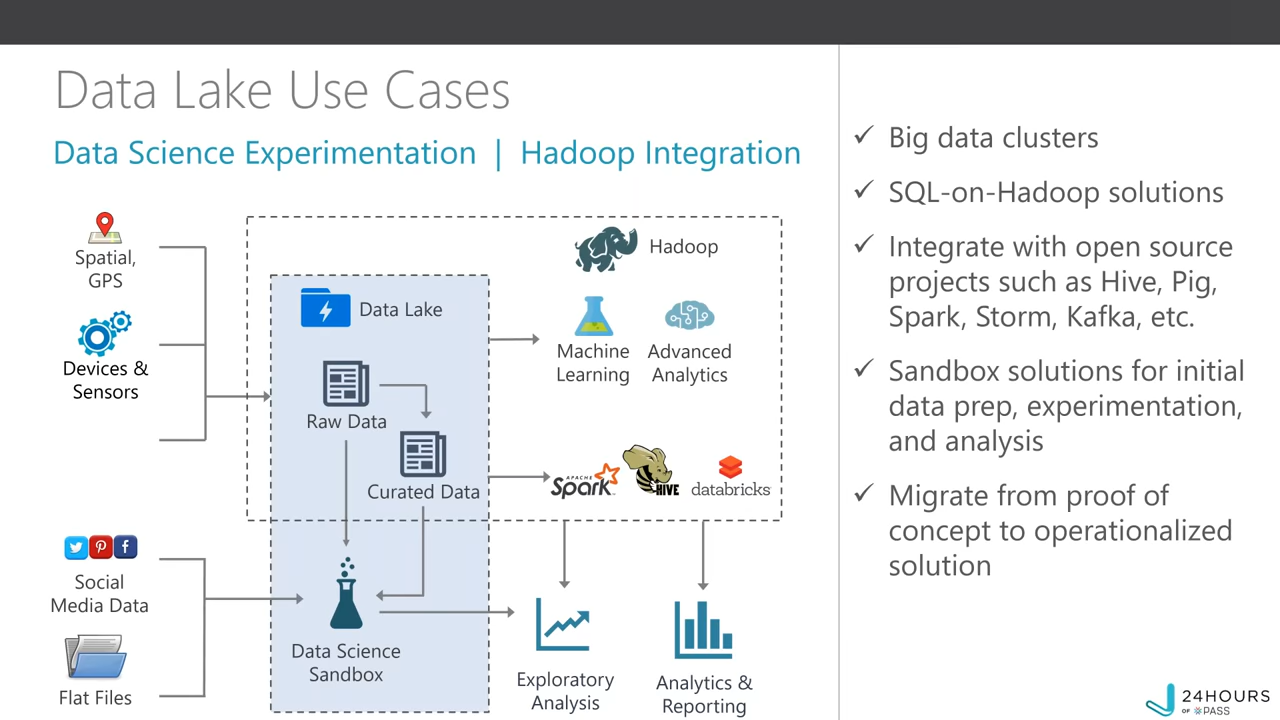 Data Lake Use Cases
Data Science Experimentation | Hadoop Integration
Spatial,
GPS
Devices &
Sensors
Social
Media Data
Flat Files
Data Lake
Raw Data
Curated Data
Data Science
Sandbox
Hadoop
Machine
Learning
Advanced
Analytics
APACHE
Spark
HIVE
databricks
Exploratory
Analysis
Analytics &
Reporting
Big data clusters
SQL-on-Hadoop solutions
Integrate with open source
projects such as Hive, Pig,
Spark, Storm, Kafka, etc.
Sandbox solutions for initial
data prep, experimentation,
and analysis
Migrate from proof of
concept to operationalized
solution
24HOURS
OF PASS